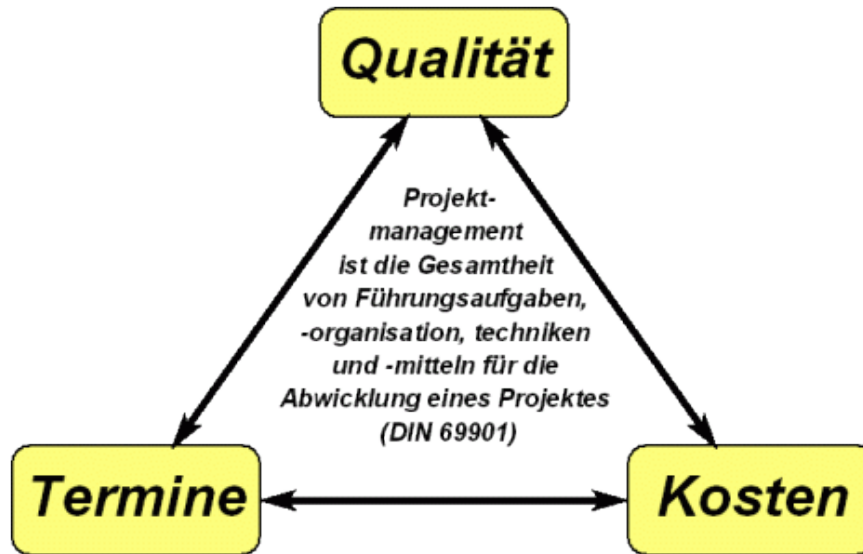 Qualität
Projekt-
management
ist die Gesamtheit
von Führungsaufgaben,
-organisation, techniken
und -mitteln für die
Abwicklung eines Projektes
(DIN 69901)
Termine
Kosten